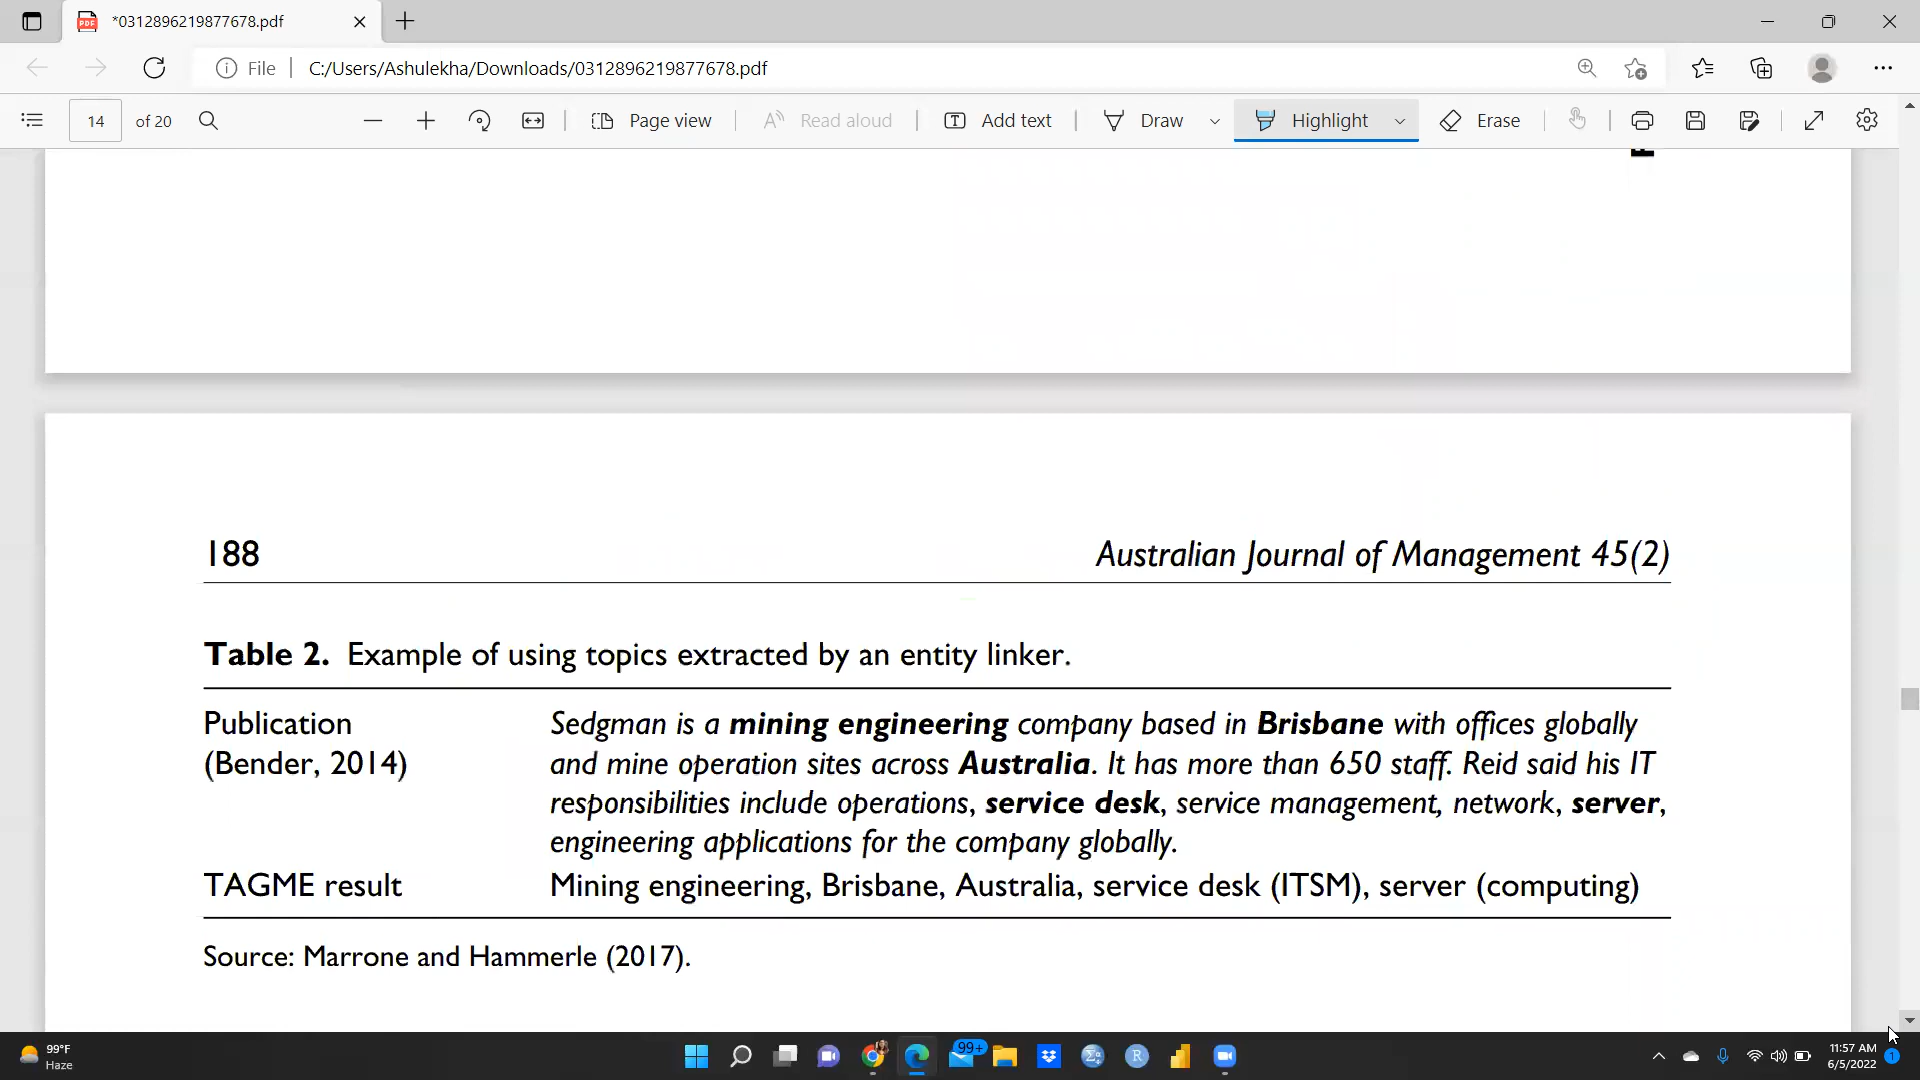 *0312896219877678.pdf
File
C:/Users/Ashulekha/Downloads/0312896219877678.pdf
14 of 20
Page view
Read aloud
Add text
Draw
Highlight
Erase
188 Australian Journal of Management 45(2)
Table 2. Example of using topics extracted by an entity linker.
Publication Sedgman is a mining engineering company based in Brisbane with offices globally
(Bender, 2014) and mine operation sites across Australia. It has more than 650 staff. Reid said his IT
responsibilities include operations, service desk, service management, network, server,
engineering applications for the company globally.
TAGME result Mining engineering, Brisbane, Australia, service desk (ITSM), server (computing)
Source: Marrone and Hammerle (2017).
99°F
Haze
99+
11:57 AM
6/5/2022
1